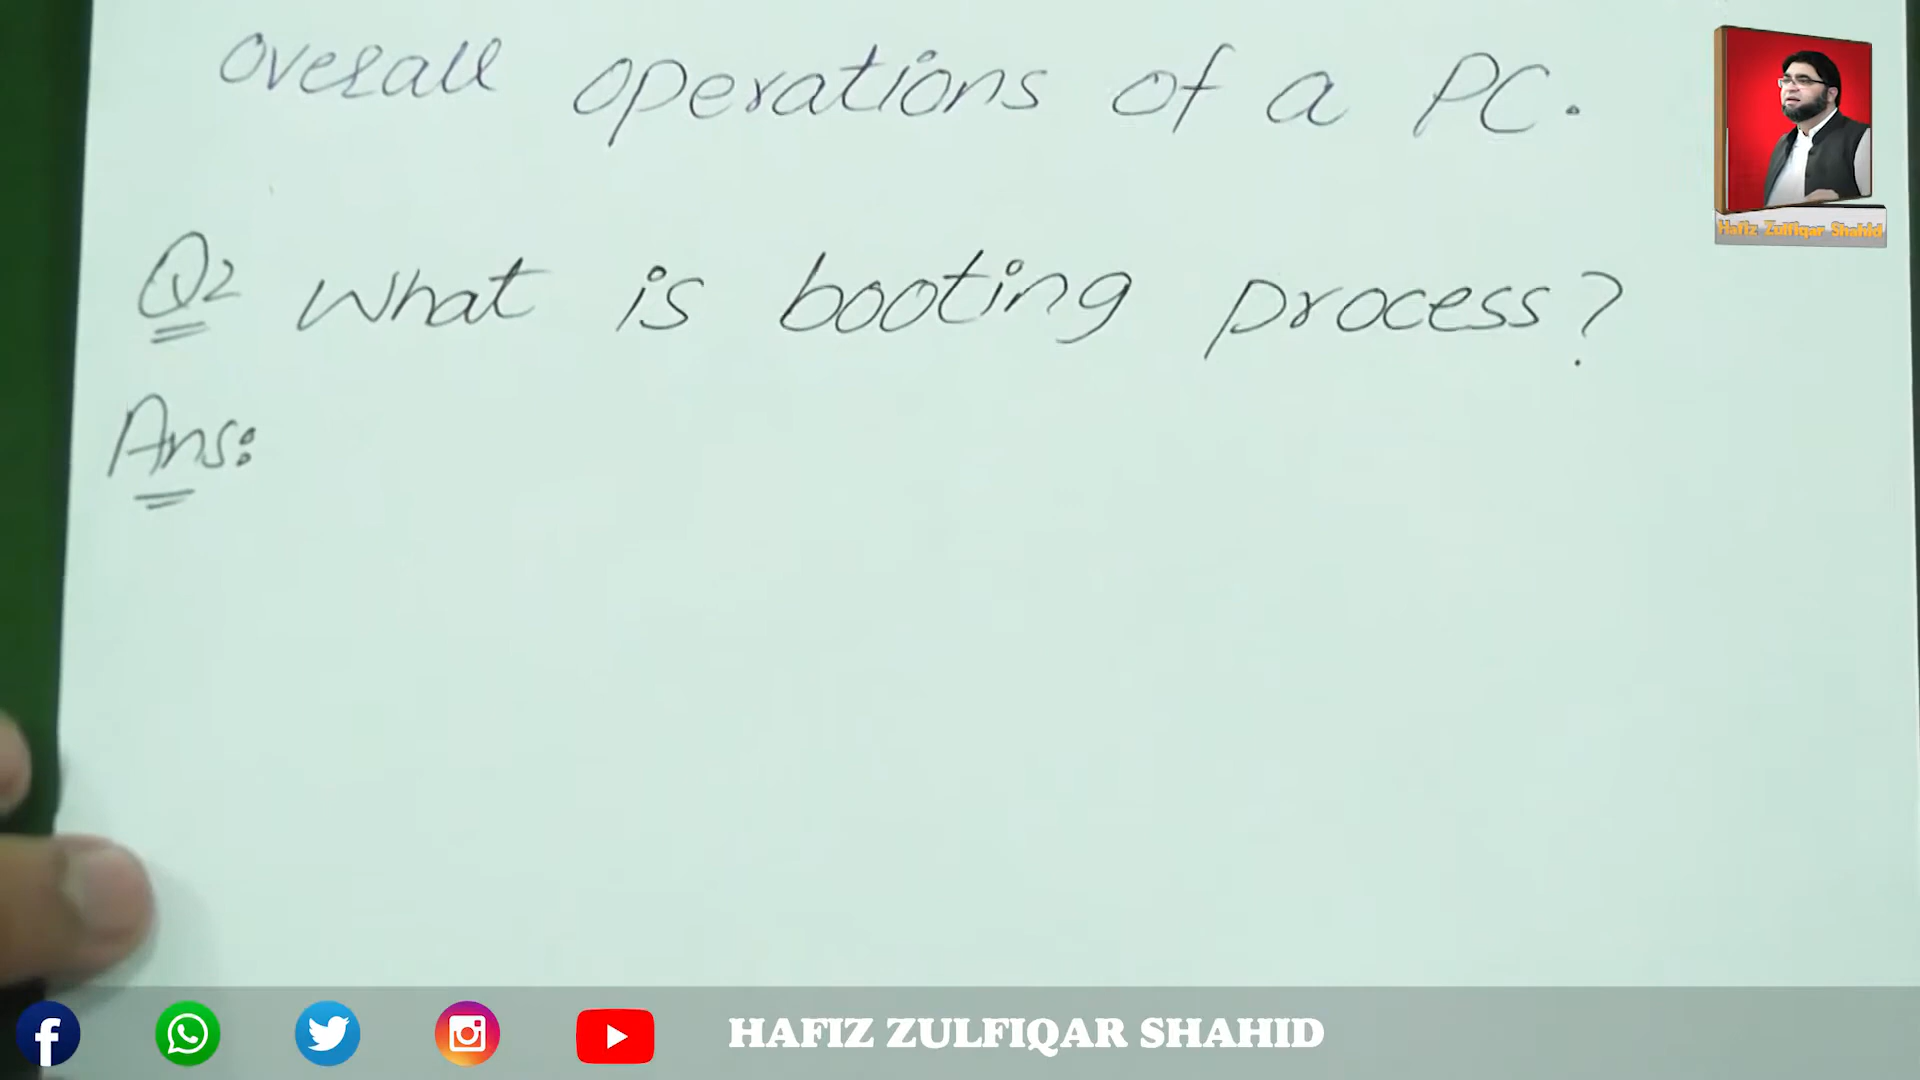 Overall operations of a PC.
Hafiz Zulfiqar Shahid
Q2 What is booting process?
Ans:
HAFIZ ZULFIQAR SHAHID